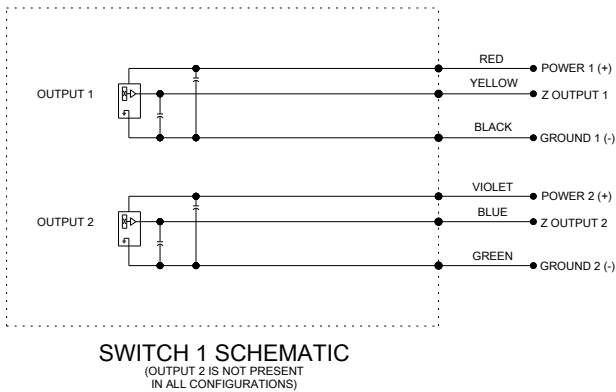 RED
POWER 1 (+)
YELLOW
OUTPUT 1
Z OUTPUT 1
BLACK
GROUND 1 (-)
VIOLET
POWER 2 (+)
BLUE
OUTPUT 2
Z OUTPUT 2
GREEN
GROUND 2 (-)
SWITCH 1 SCHEMATIC
(OUTPUT 2 IS NOT PRESENT
IN ALL CONFIGURATIONS)